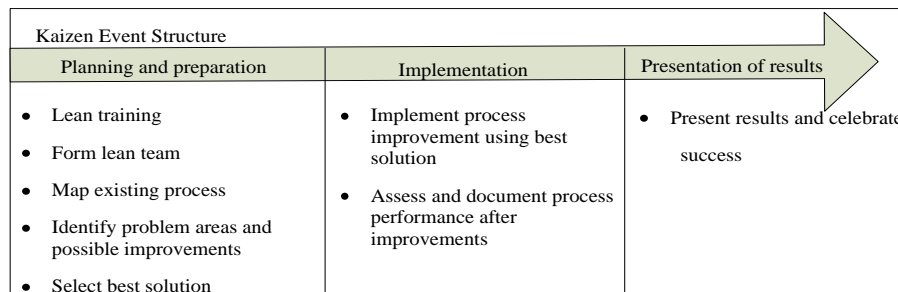 Kaizen Event Structure
Planning and preparation
Implementation
Presentation of results
• Lean training
• Form lean team
• Map existing process
• Identify problem areas and
possible improvements
• Select best solution
• Implement process
improvement using best
solution
• Assess and document process
performance after
improvements
• Present results and celebrate
success